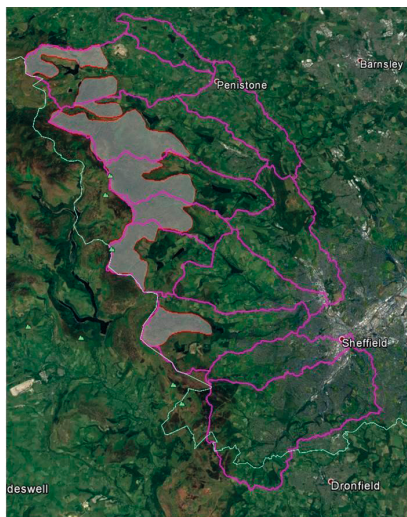 Barnsley
Penistone
Sheffield
deswell
Dronfield